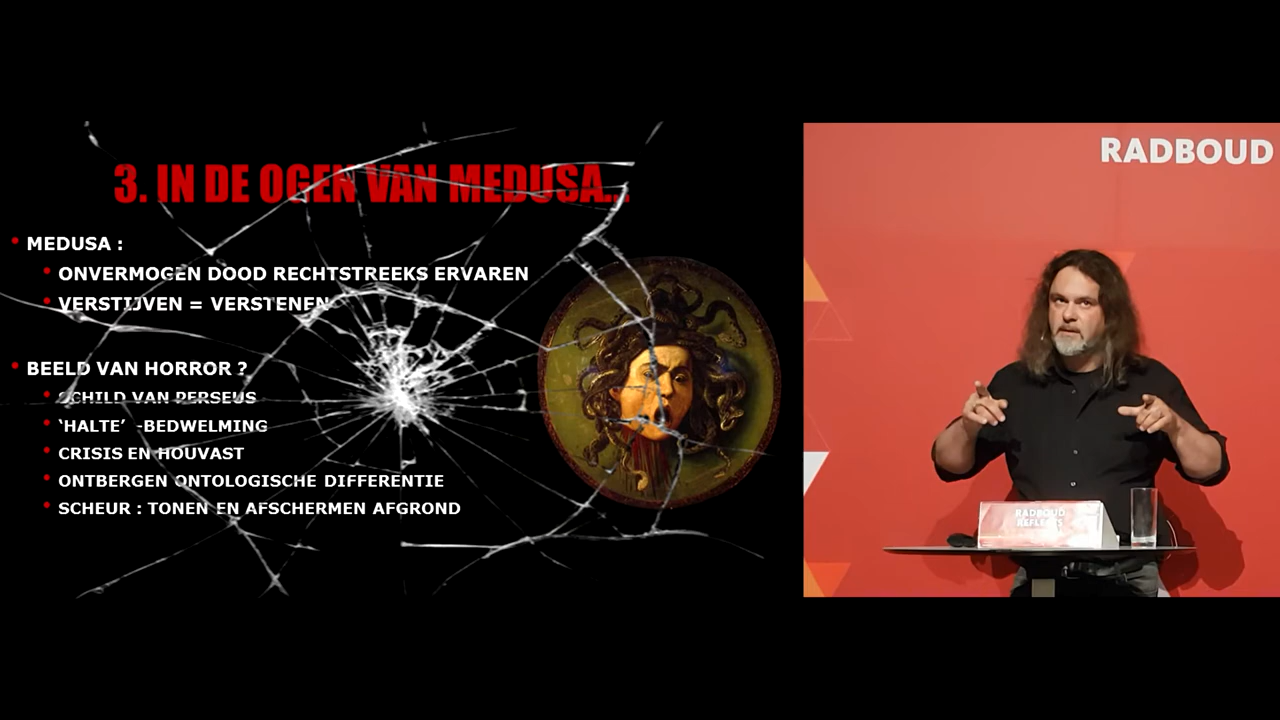 3. IN DE OGEN VAN MEDUSA...
MEDUSA :
ONVERMOGEN DOOD RECHTSTREEKS ERVAREN
VERSTIJVEN = VERSTENEN
BEELD VAN HORROR ?
SCHILD VAN PERSEUS
‘HALTE’ -BEDWELMING
CRISIS EN HOUVAST
ONTBERGEN ONTOLOGISCHE DIFFERENTIE
SCHEUR : TONEN EN AFSCHERMEN AFGROND
RADBOUD
RADBOUD
REFLECTS